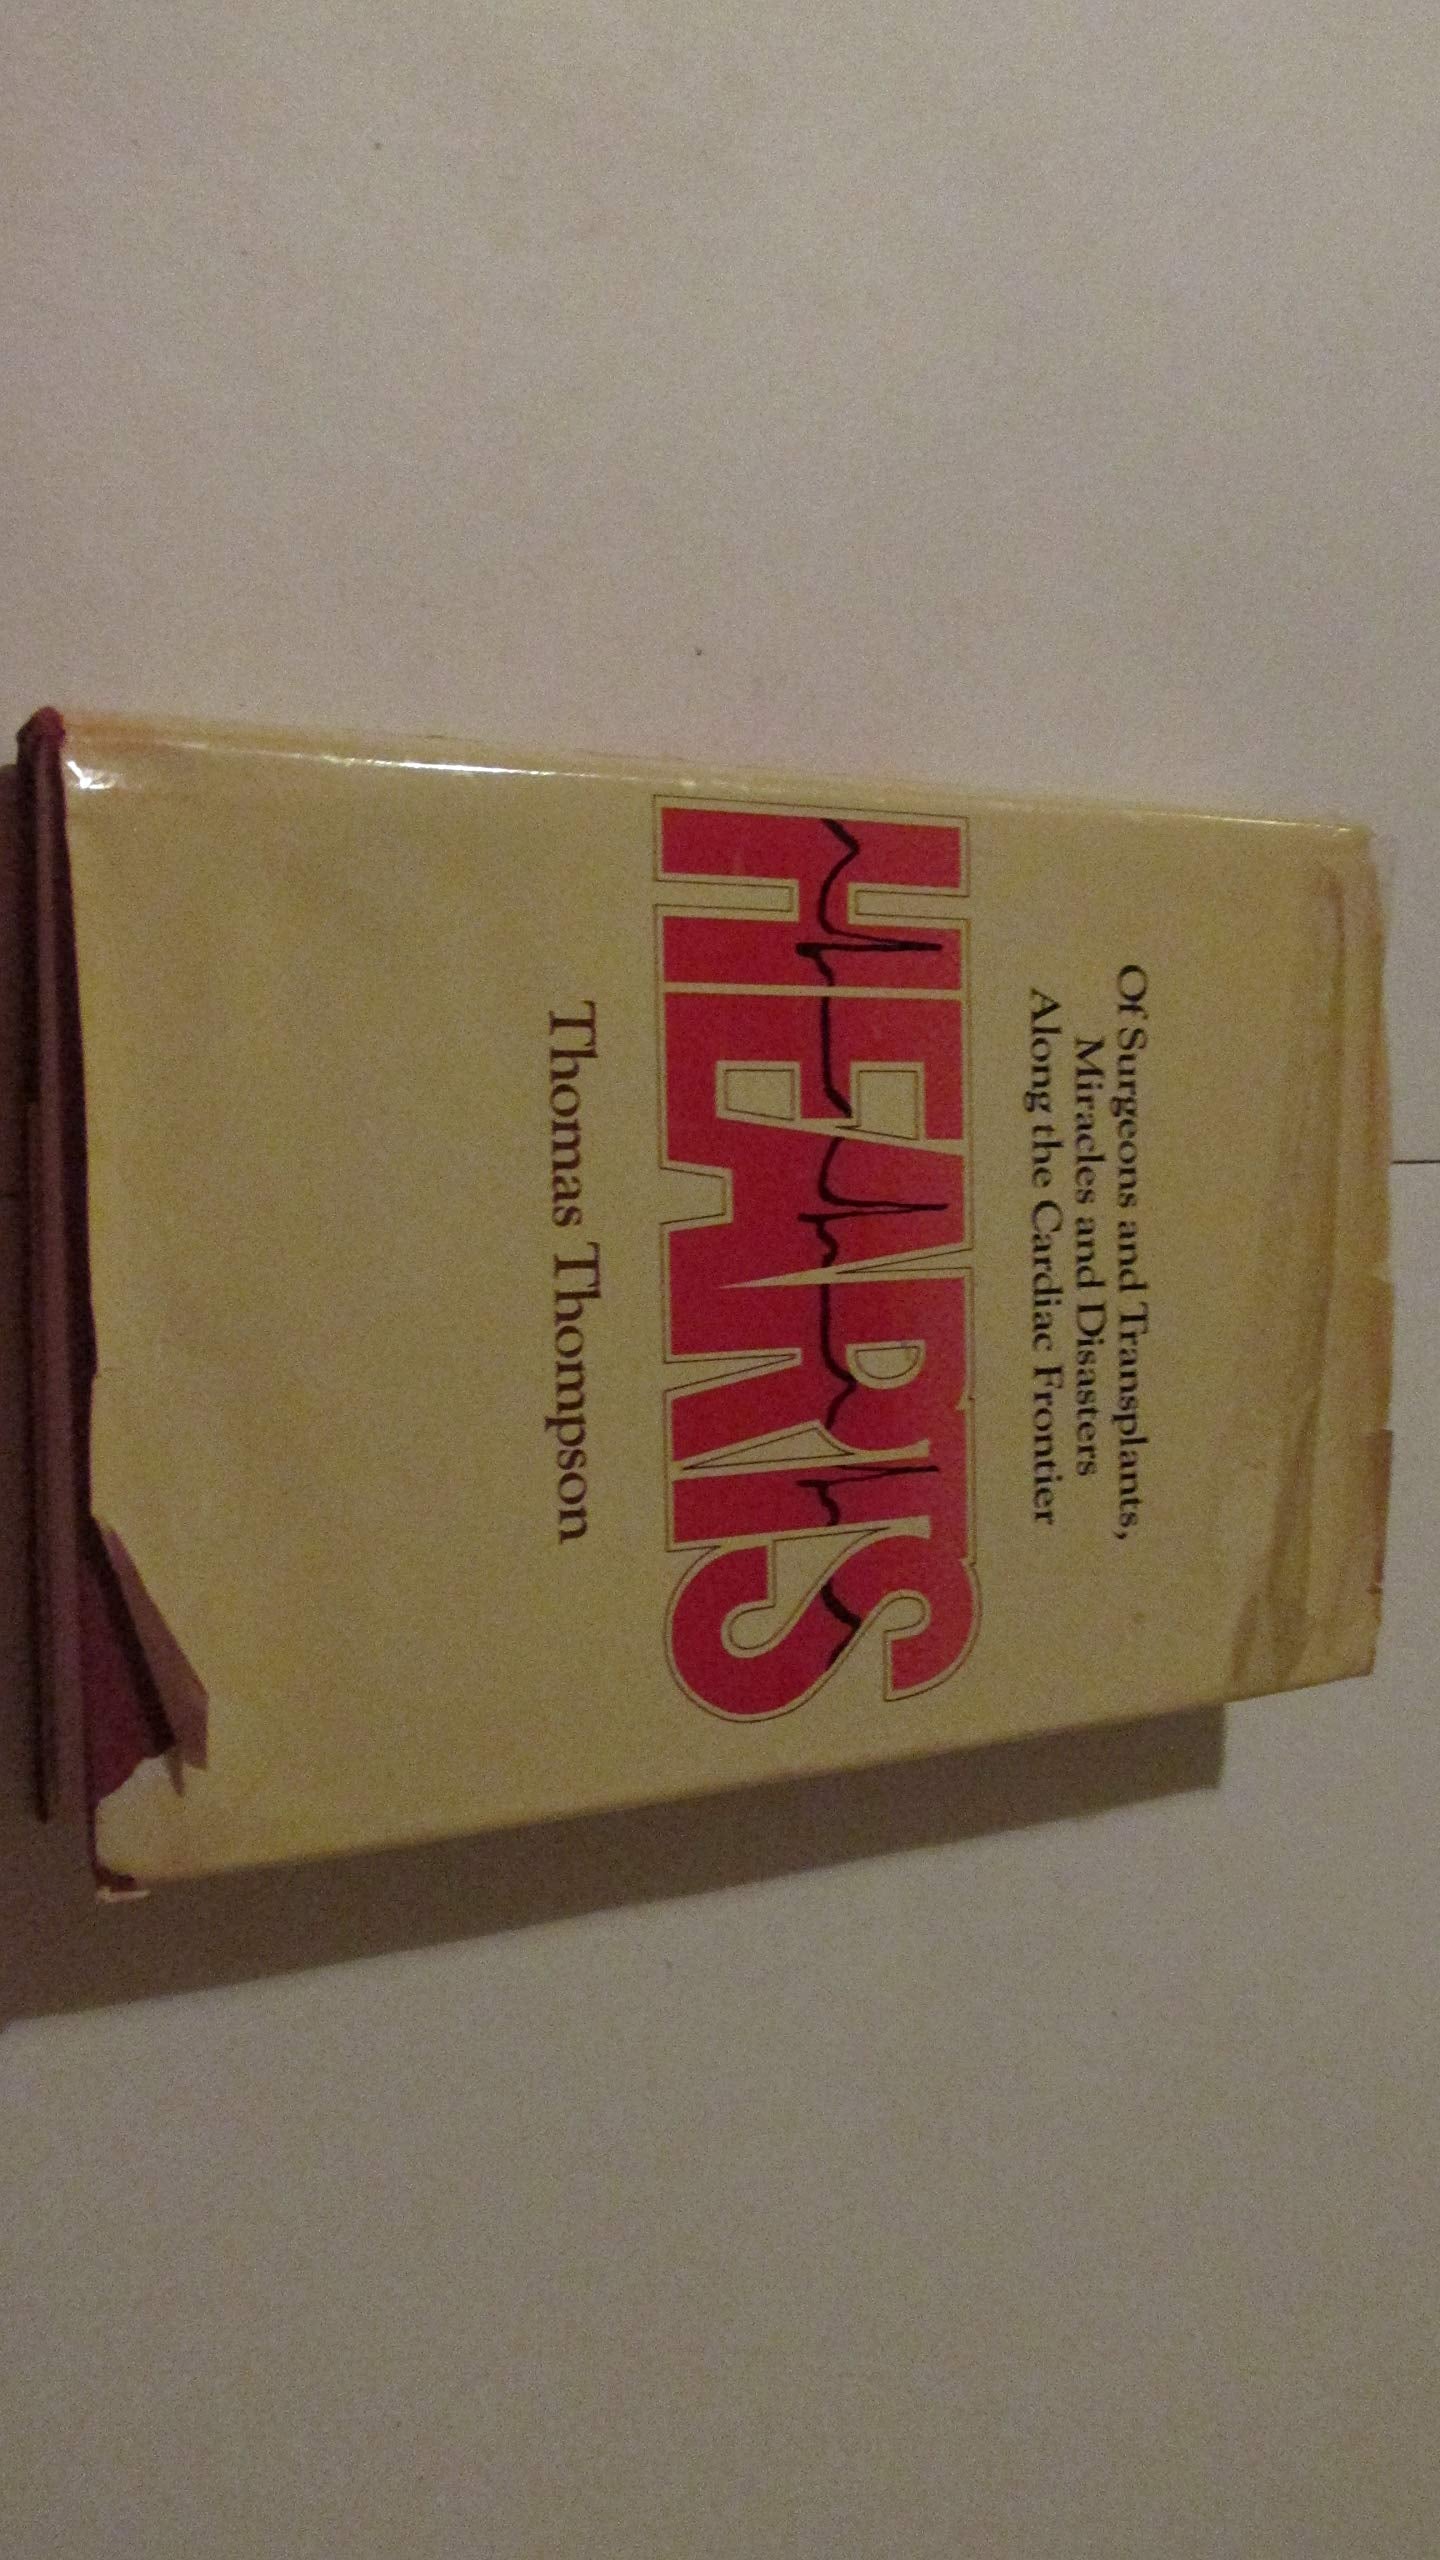 Of Surgeons and Transplants,
Miracles and Disasters
Along the Cardiac Frontier
HEARTS
Thomas Thompson